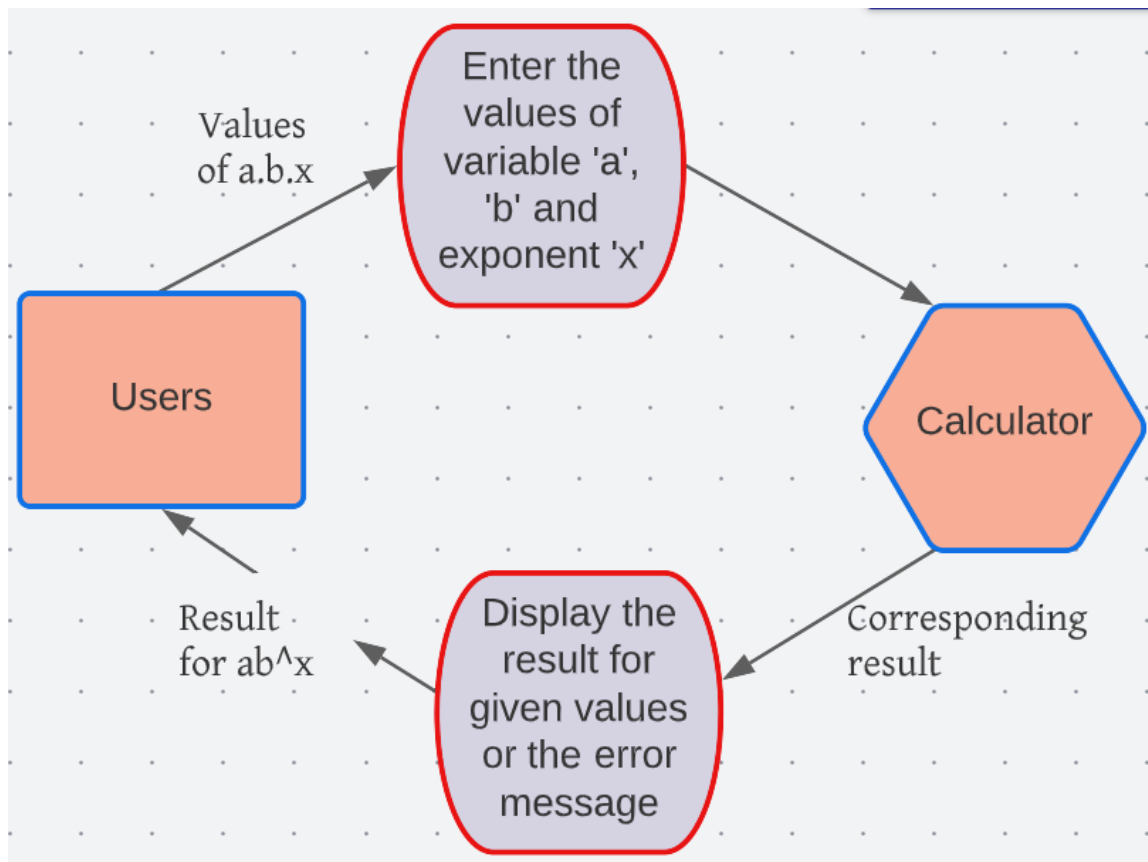 Enter the
values of
variable 'a',
'b' and
exponent 'x'
Values
of a.b.x
Users
Calculator
Corresponding
result
Display the
result for
given values
or the error
message
Result
for ab^x